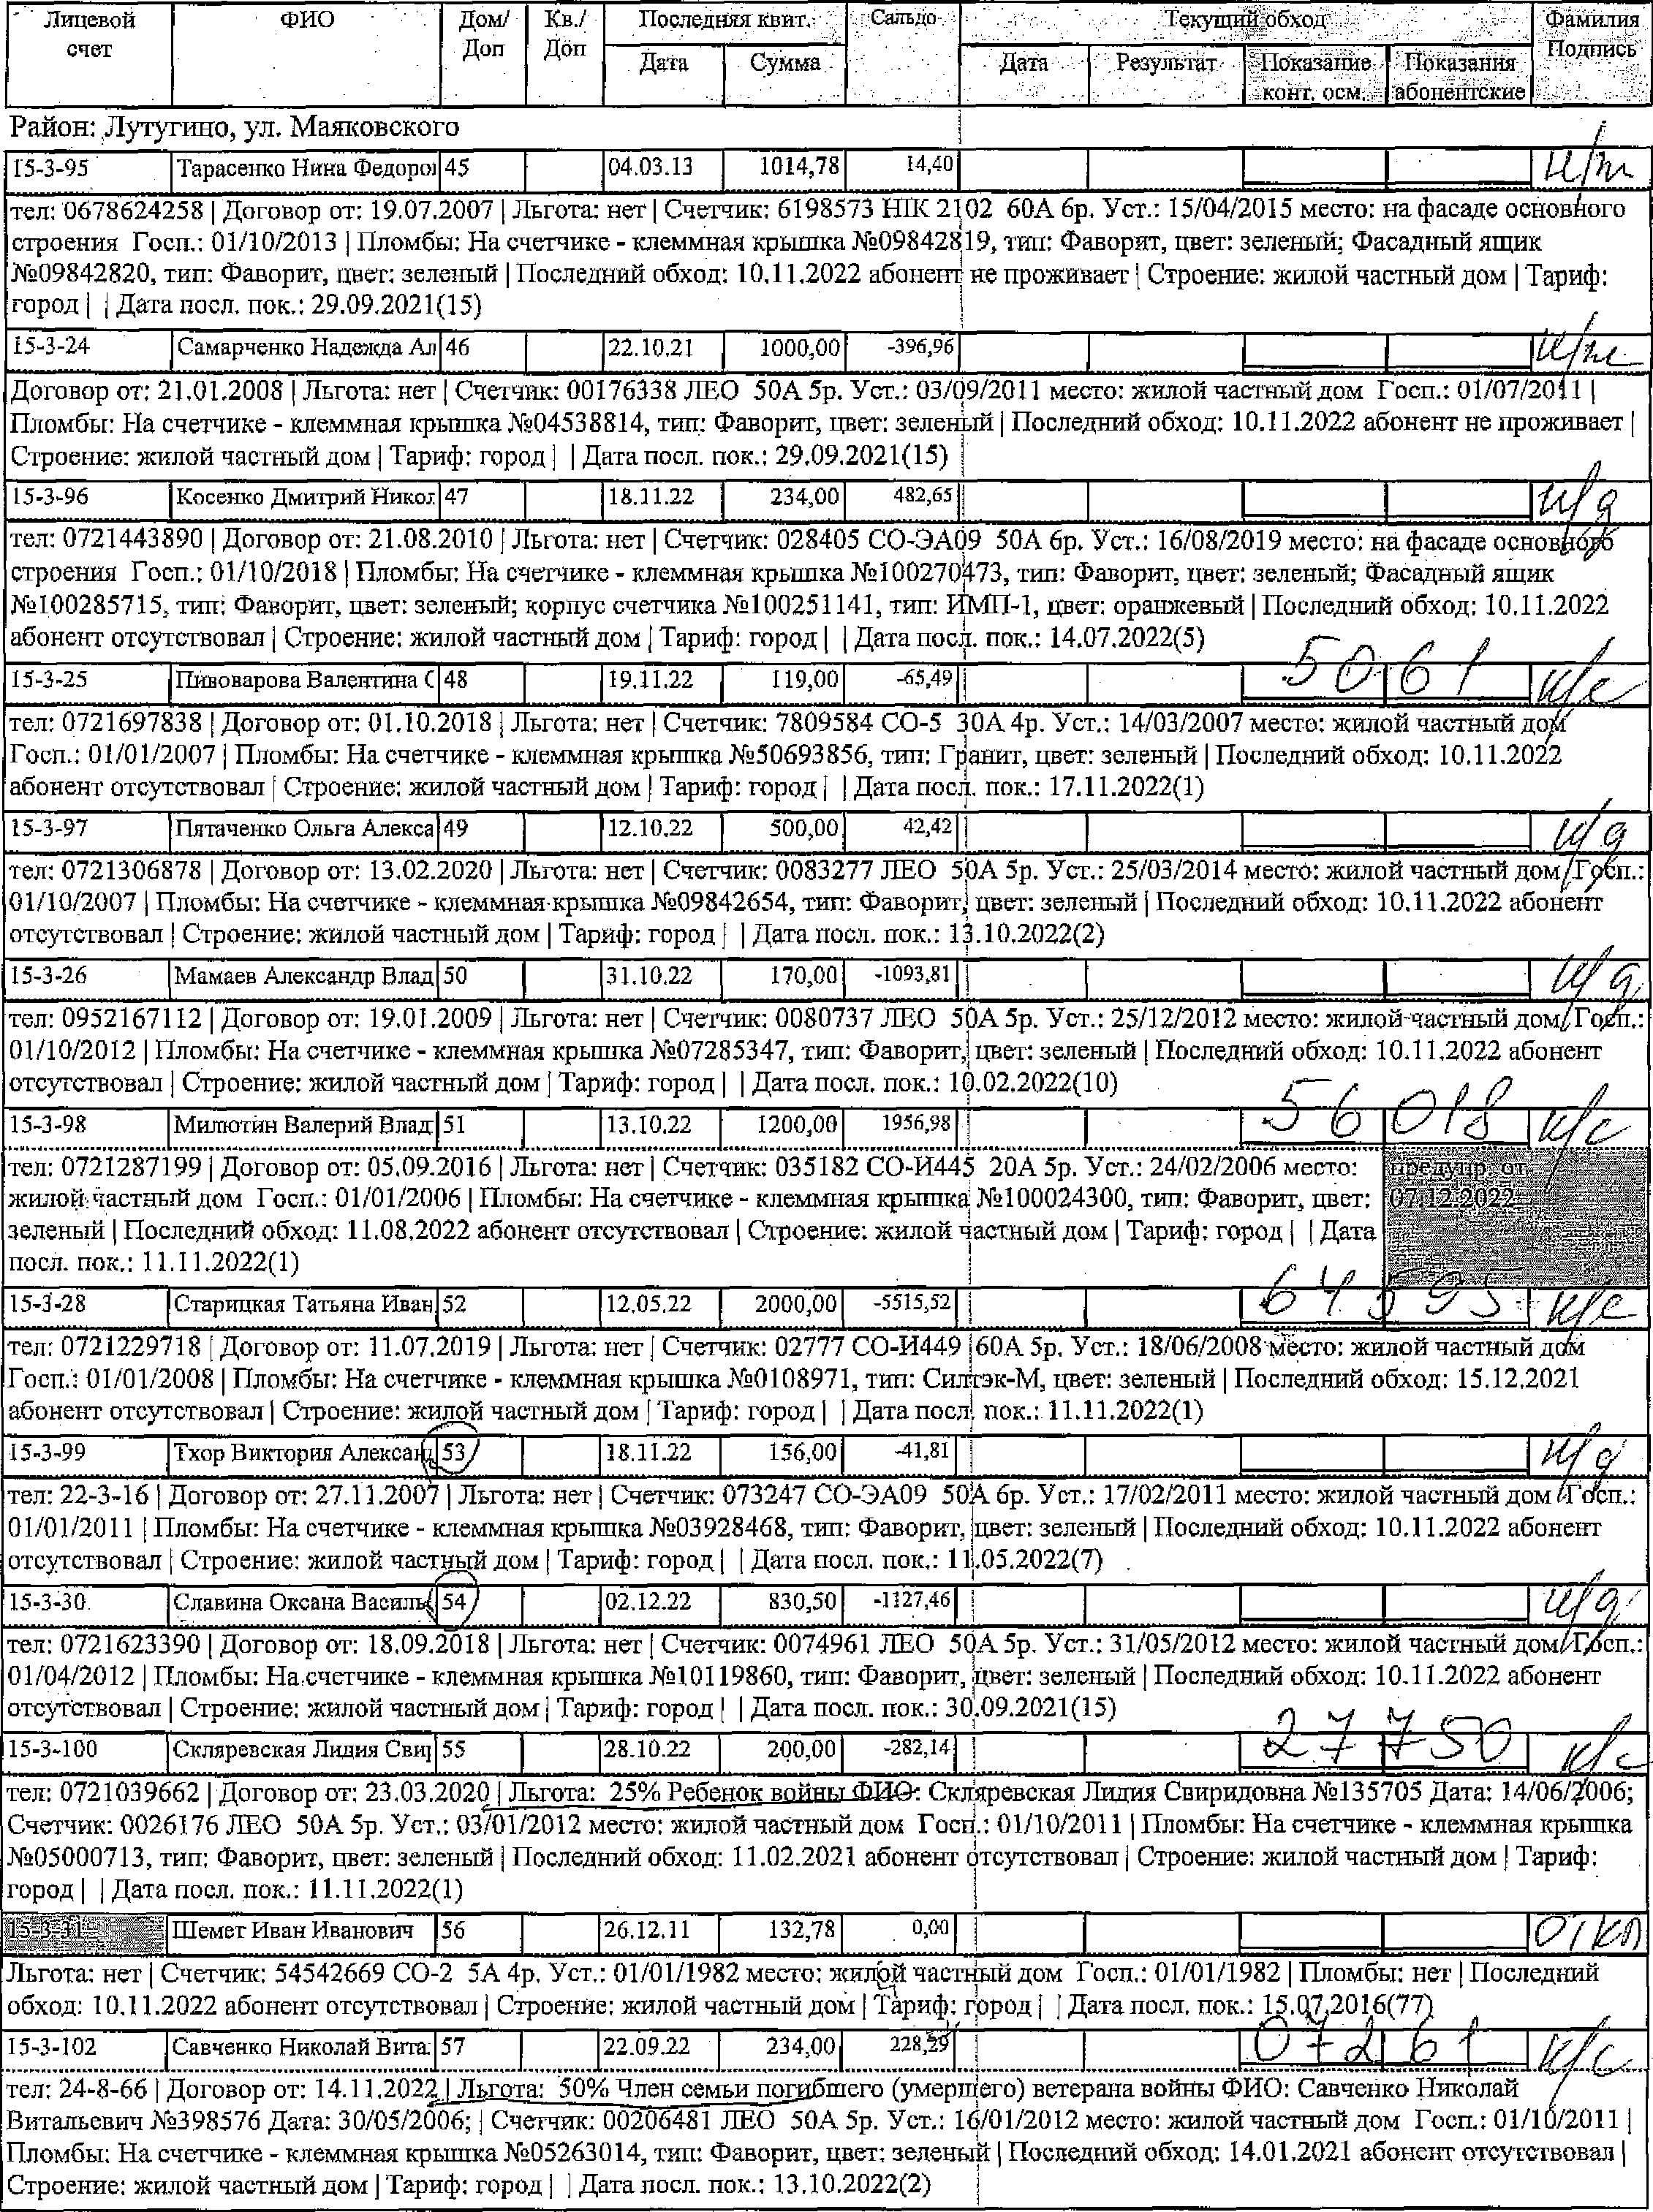 Лицевой счет | ФИО | Дом/ Доп | Кв./ Доп | Последняя квит.: Дата | Сумма | Сальдо | Текущий обход: Дата | Результат | Показание конт. осм. | Показания абонентские | Фамилия Подпись
Район: Лутугино, ул. Маяковского
15-3-95 Тарасенко Нина Федоро 45 04.03.13 1014,78 14,40 н/п
тел: 0678624258 | Договор от: 19.07.2007 | Льгота: нет | Счетчик: 6198573 НІК 2102 60А 6р. Уст.: 15/04/2015 место: на фасаде основного
строения Госп.: 01/10/2013 | Пломбы: На счетчике - клеммная крышка №09842819, тип: Фаворит, цвет: зеленый; Фасадный ящик
№09842820, тип: Фаворит, цвет: зеленый | Последний обход: 10.11.2022 абонент не проживает | Строение: жилой частный дом | Тариф:
город | | Дата посл. пок.: 29.09.2021(15)
15-3-24 Самарченко Надежда Ал 46 22.10.21 1000,00 -396,96 н/п
Договор от: 21.01.2008 | Льгота: нет | Счетчик: 00176338 ЛЕО 50А 5р. Уст.: 03/09/2011 место: жилой частный дом Госп.: 01/07/2011 |
Пломбы: На счетчике - клеммная крышка №04538814, тип: Фаворит, цвет: зеленый | Последний обход: 10.11.2022 абонент не проживает |
Строение: жилой частный дом | Тариф: город | | Дата посл. пок.: 29.09.2021(15)
15-3-96 Косенко Дмитрий Никол 47 18.11.22 234,00 482,65 н/д
тел: 0721443890 | Договор от: 21.08.2010 | Льгота: нет | Счетчик: 028405 СО-ЭА09 50А 6р. Уст.: 16/08/2019 место: на фасаде основного
строения Госп.: 01/10/2018 | Пломбы: На счетчике - клеммная крышка №100270473, тип: Фаворит, цвет: зеленый; Фасадный ящик
№100285715, тип: Фаворит, цвет: зеленый; корпус счетчика №100251141, тип: ИМП-1, цвет: оранжевый | Последний обход: 10.11.2022
абонент отсутствовал | Строение: жилой частный дом | Тариф: город | | Дата посл. пок.: 14.07.2022(5)
15-3-25 Пивоварова Валентина С 48 19.11.22 119,00 -65,49 5061 к/с
тел: 0721697838 | Договор от: 01.10.2018 | Льгота: нет | Счетчик: 7809584 СО-5 30А 4р. Уст.: 14/03/2007 место: жилой частный дом
Госп.: 01/01/2007 | Пломбы: На счетчике - клеммная крышка №50693856, тип: Гранит, цвет: зеленый | Последний обход: 10.11.2022
абонент отсутствовал | Строение: жилой частный дом | Тариф: город | | Дата посл. пок.: 17.11.2022(1)
15-3-97 Пятаченко Ольга Алекса 49 12.10.22 500,00 42,42 н/д
тел: 0721306878 | Договор от: 13.02.2020 | Льгота: нет | Счетчик: 0083277 ЛЕО 50А 5р. Уст.: 25/03/2014 место: жилой частный дом Госп.:
01/10/2007 | Пломбы: На счетчике - клеммная крышка №09842654, тип: Фаворит, цвет: зеленый | Последний обход: 10.11.2022 абонент
отсутствовал | Строение: жилой частный дом | Тариф: город | | Дата посл. пок.: 13.10.2022(2)
15-3-26 Мамаев Александр Влад 50 31.10.22 170,00 -1093,81 н/д
тел: 0952167112 | Договор от: 19.01.2009 | Льгота: нет | Счетчик: 0080737 ЛЕО 50А 5р. Уст.: 25/12/2012 место: жилой частный дом Госп.:
01/10/2012 | Пломбы: На счетчике - клеммная крышка №07285347, тип: Фаворит, цвет: зеленый | Последний обход: 10.11.2022 абонент
отсутствовал | Строение: жилой частный дом | Тариф: город | | Дата посл. пок.: 10.02.2022(10)
15-3-98 Милютин Валерий Влад 51 13.10.22 1200,00 1956,98 56018 к/с
тел: 0721287199 | Договор от: 05.09.2016 | Льгота: нет | Счетчик: 035182 СО-И445 20А 5р. Уст.: 24/02/2006 место: предупр. от
жилой частный дом Госп.: 01/01/2006 | Пломбы: На счетчике - клеммная крышка №100024300, тип: Фаворит, цвет: 07.12.2022
зеленый | Последний обход: 11.08.2022 абонент отсутствовал | Строение: жилой частный дом | Тариф: город | | Дата
посл. пок.: 11.11.2022(1)
15-3-28 Старицкая Татьяна Иван 52 12.05.22 2000,00 -5515,52 64595 к/с
тел: 0721229718 | Договор от: 11.07.2019 | Льгота: нет | Счетчик: 02777 СО-И449 60А 5р. Уст.: 18/06/2008 место: жилой частный дом
Госп.: 01/01/2008 | Пломбы: На счетчике - клеммная крышка №0108971, тип: Силтэк-М, цвет: зеленый | Последний обход: 15.12.2021
абонент отсутствовал | Строение: жилой частный дом | Тариф: город | | Дата посл. пок.: 11.11.2022(1)
15-3-99 Тхор Виктория Алексан 53 18.11.22 156,00 -41,81 н/д
тел: 22-3-16 | Договор от: 27.11.2007 | Льгота: нет | Счетчик: 073247 СО-ЭА09 50А 6р. Уст.: 17/02/2011 место: жилой частный дом Госп.:
01/01/2011 | Пломбы: На счетчике - клеммная крышка №03928468, тип: Фаворит, цвет: зеленый | Последний обход: 10.11.2022 абонент
отсутствовал | Строение: жилой частный дом | Тариф: город | | Дата посл. пок.: 11.05.2022(7)
15-3-30 Славина Оксана Василь 54 02.12.22 830,50 -1127,46 н/д
тел: 0721623390 | Договор от: 18.09.2018 | Льгота: нет | Счетчик: 0074961 ЛЕО 50А 5р. Уст.: 31/05/2012 место: жилой частный дом Госп.:
01/04/2012 | Пломбы: На счетчике - клеммная крышка №10119860, тип: Фаворит, цвет: зеленый | Последний обход: 10.11.2022 абонент
отсутствовал | Строение: жилой частный дом | Тариф: город | | Дата посл. пок.: 30.09.2021(15)
15-3-100 Скляревская Лидия Сви 55 28.10.22 200,00 -282,14 27750 к/с
тел: 0721039662 | Договор от: 23.03.2020 | Льгота: 25% Ребенок войны ФИО: Скляревская Лидия Свиридовна №135705 Дата: 14/06/2006;
Счетчик: 0026176 ЛЕО 50А 5р. Уст.: 03/01/2012 место: жилой частный дом Госп.: 01/10/2011 | Пломбы: На счетчике - клеммная крышка
№05000713, тип: Фаворит, цвет: зеленый | Последний обход: 11.02.2021 абонент отсутствовал | Строение: жилой частный дом | Тариф:
город | | Дата посл. пок.: 11.11.2022(1)
15-3-31 Шемет Иван Иванович 56 26.12.11 132,78 0,00 откл
Льгота: нет | Счетчик: 54542669 СО-2 5А 4р. Уст.: 01/01/1982 место: жилой частный дом Госп.: 01/01/1982 | Пломбы: нет | Последний
обход: 10.11.2022 абонент отсутствовал | Строение: жилой частный дом | Тариф: город | | Дата посл. пок.: 15.07.2016(77)
15-3-102 Савченко Николай Вита 57 22.09.22 234,00 228,29 07261 к/с
тел: 24-8-66 | Договор от: 14.11.2022 | Льгота: 50% Член семьи погибшего (умершего) ветерана войны ФИО: Савченко Николай
Витальевич №398576 Дата: 30/05/2006; | Счетчик: 00206481 ЛЕО 50А 5р. Уст.: 16/01/2012 место: жилой частный дом Госп.: 01/10/2011 |
Пломбы: На счетчике - клеммная крышка №05263014, тип: Фаворит, цвет: зеленый | Последний обход: 14.01.2021 абонент отсутствовал |
Строение: жилой частный дом | Тариф: город | | Дата посл. пок.: 13.10.2022(2)